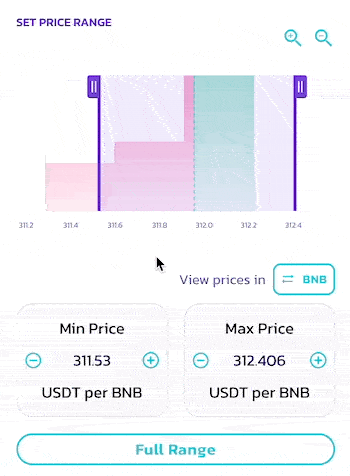 SET PRICE RANGE
311.2 311.4 311.6 311.8 312.0 312.2 312.4
View prices in BNB
Min Price Max Price
311.53 312.406
USDT per BNB USDT per BNB
Full Range